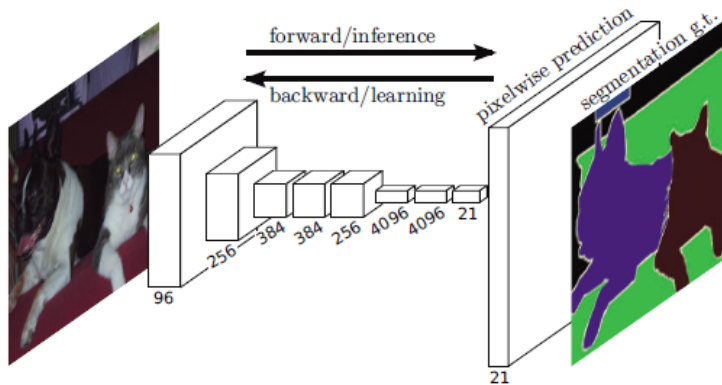 forward/inference
backward/learning
pixelwise prediction
segmentation g.t.
96
256
384
384
256
4096
4096
21
21